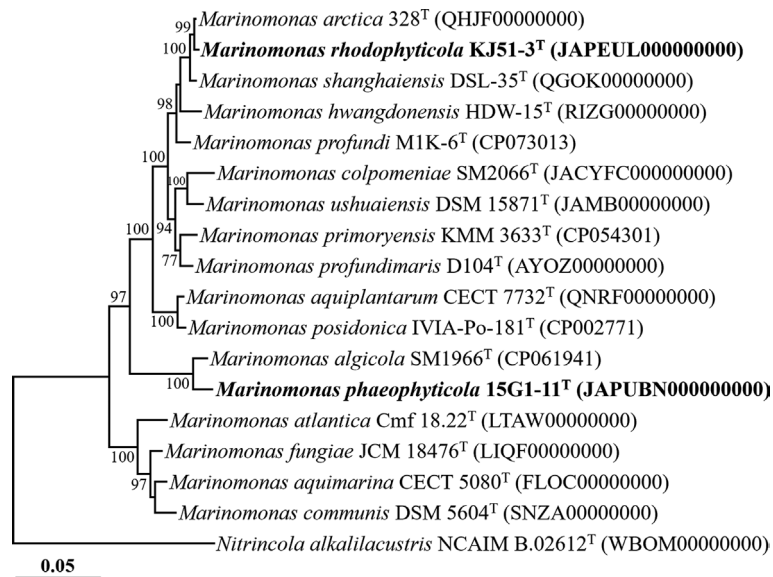 99
Marinomonas arctica 328ᵀ (QHJF00000000)
100
Marinomonas rhodophyticola KJ51-3ᵀ (JAPEUL000000000)
Marinomonas shanghaiensis DSL-35ᵀ (QGOK00000000)
98
Marinomonas hwangdonensis HDW-15ᵀ (RIZG00000000)
Marinomonas profundi M1K-6ᵀ (CP073013)
100
Marinomonas colpomeniae SM2066ᵀ (JACYFC000000000)
100
Marinomonas ushuaiensis DSM 15871ᵀ (JAMB00000000)
100
94
Marinomonas primoryensis KMM 3633ᵀ (CP054301)
77
Marinomonas profundimaris D104ᵀ (AYOZ00000000)
97
Marinomonas aquiplantarum CECT 7732ᵀ (QNRF00000000)
100
Marinomonas posidonica IVIA-Po-181ᵀ (CP002771)
Marinomonas algicola SM1966ᵀ (CP061941)
100
Marinomonas phaeophyticola 15G1-11ᵀ (JAPUBN000000000)
Marinomonas atlantica Cmf 18.22ᵀ (LTAW00000000)
100
Marinomonas fungiae JCM 18476ᵀ (LIQF00000000)
97
Marinomonas aquimarina CECT 5080ᵀ (FLOC00000000)
Marinomonas communis DSM 5604ᵀ (SNZA00000000)
Nitrincola alkalilacustris NCAIM B.02612ᵀ (WBOM00000000)
0.05